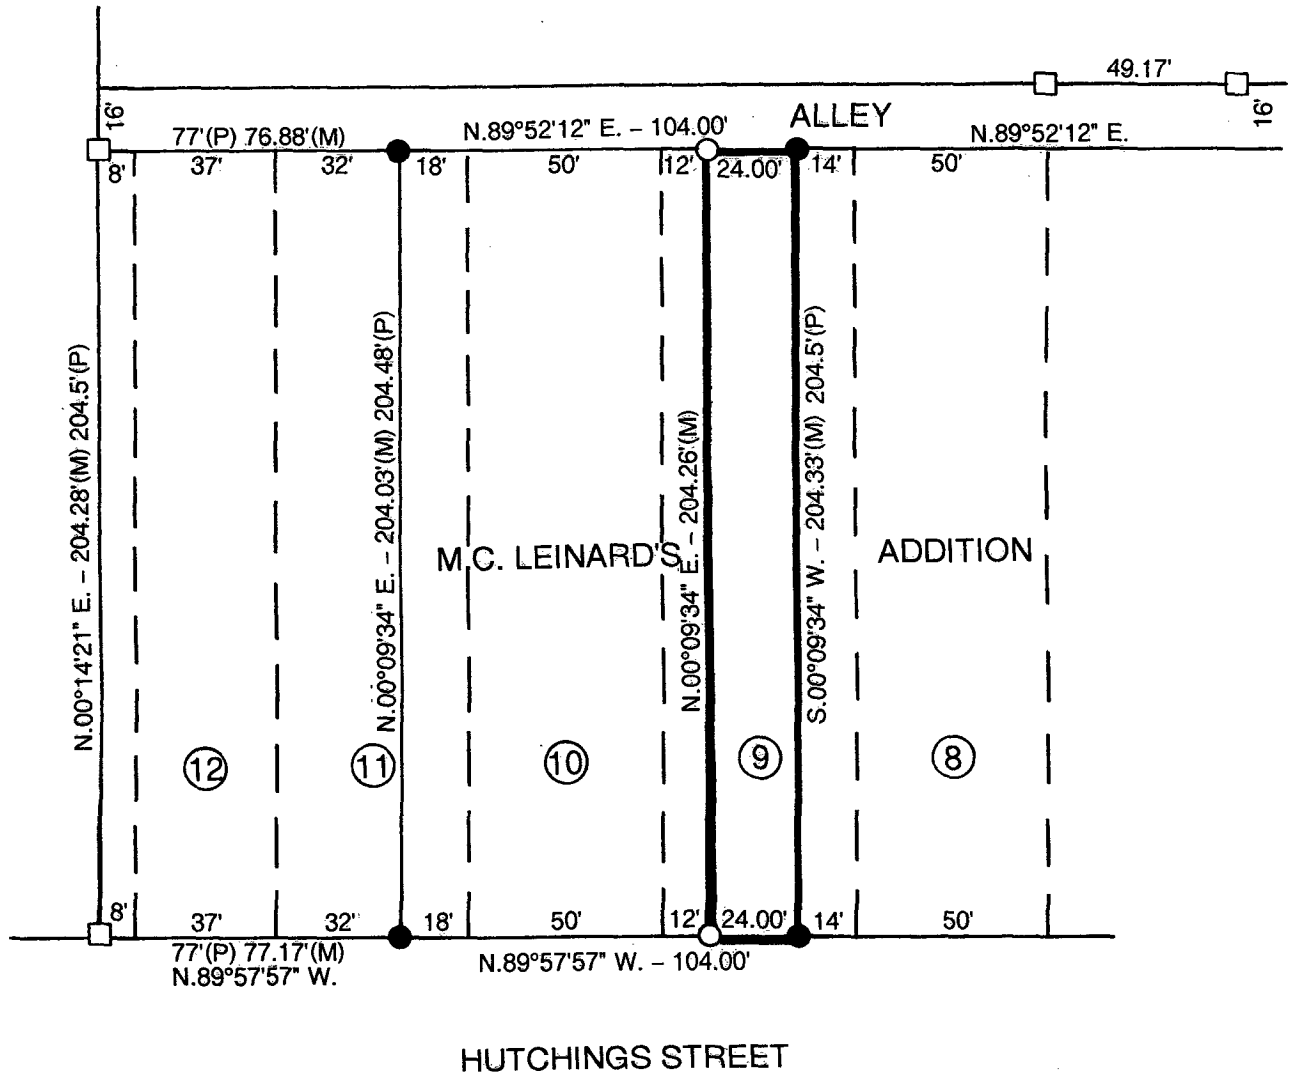 49.17'
16'
16'
ALLEY
77'(P) 76.88'(M)
N.89°52'12" E. – 104.00'
N.89°52'12" E.
8'
37'
32'
18'
50'
12'
24.00'
14'
50'
N.00°14'21" E. – 204.28'(M) 204.5'(P)
N.00°09'34" E. – 204.03'(M) 204.48'(P)
N.00°09'34" E. – 204.26'(M)
S.00°09'34" W. – 204.33'(M) 204.5'(P)
M.C. LEINARD'S
ADDITION
12
11
10
9
8
8'
37'
32'
18'
50'
12'
24.00'
14'
50'
77'(P) 77.17'(M)
N.89°57'57" W.
N.89°57'57" W. – 104.00'
HUTCHINGS STREET